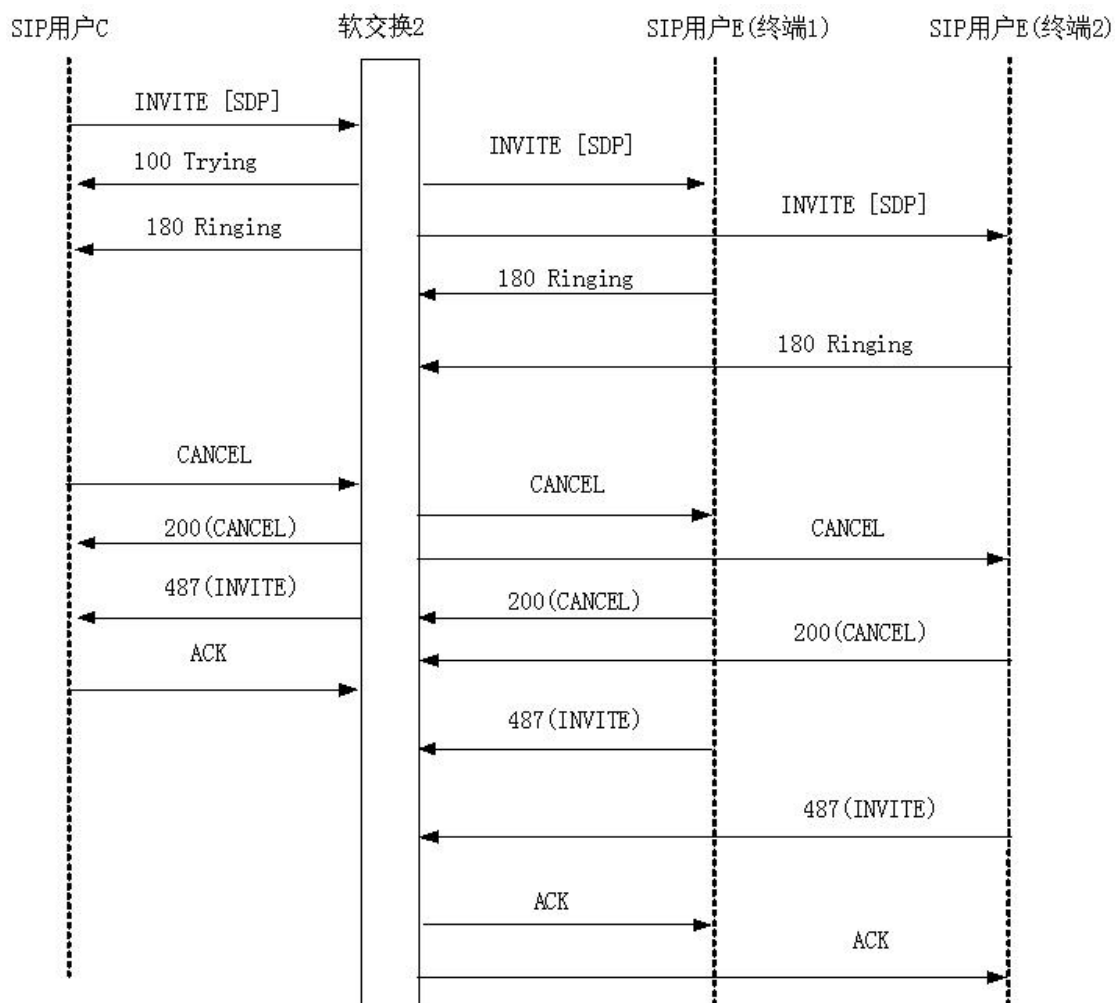 SIP用户C 软交换2 SIP用户E(终端1) SIP用户E(终端2)
INVITE [SDP]
INVITE [SDP]
100 Trying
INVITE [SDP]
180 Ringing
180 Ringing
180 Ringing
CANCEL
CANCEL
200(CANCEL)
CANCEL
487(INVITE)
200(CANCEL)
200(CANCEL)
ACK
487(INVITE)
487(INVITE)
ACK
ACK